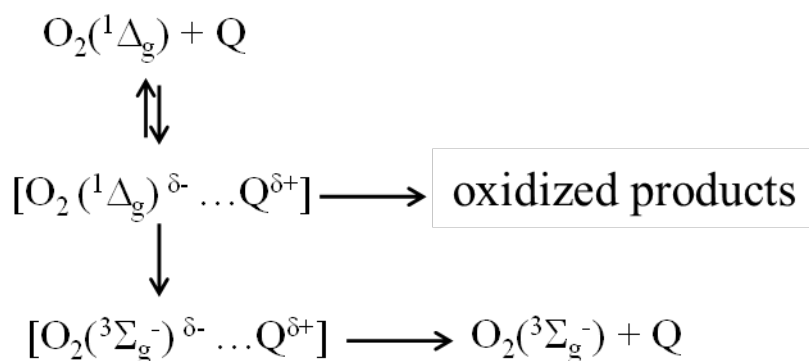 O₂(¹Δg) + Q
[O₂ (¹Δg) δ- …Qδ+] oxidized products
[O₂(³Σg⁻) δ- …Qδ+] O₂(³Σg⁻) + Q